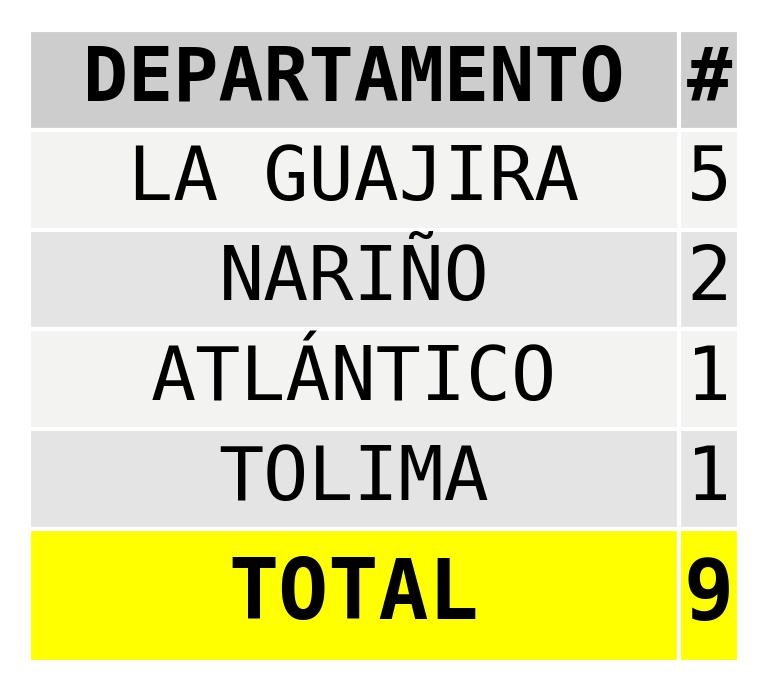 DEPARTAMENTO #
LA GUAJIRA 5
NARIÑO 2
ATLÁNTICO 1
TOLIMA 1
TOTAL 9